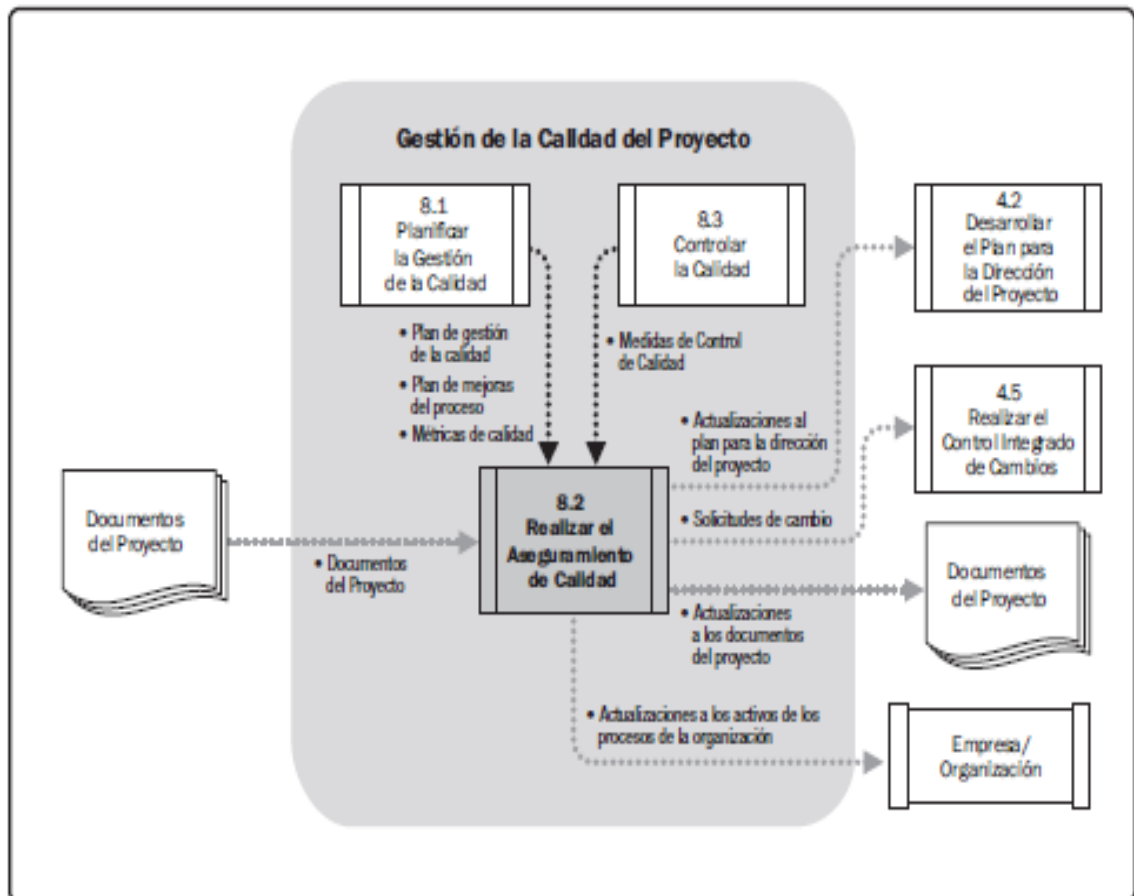 Gestión de la Calidad del Proyecto
8.1
Planificar
la Gestión
de la Calidad
8.3
Controlar
la Calidad
4.2
Desarrollar
el Plan para
la Dirección
del Proyecto
• Plan de gestión
de la calidad
• Plan de mejoras
del proceso
• Métricas de calidad
• Medidas de Control
de Calidad
4.5
Realizar el
Control Integrado
de Cambios
• Actualizaciones al
plan para la dirección
del proyecto
Documentos
del Proyecto
• Documentos
del Proyecto
8.2
Realizar el
Aseguramiento
de Calidad
• Solicitudes de cambio
Documentos
del Proyecto
• Actualizaciones
a los documentos
del proyecto
• Actualizaciones a los activos de los
procesos de la organización
Empresa/
Organización